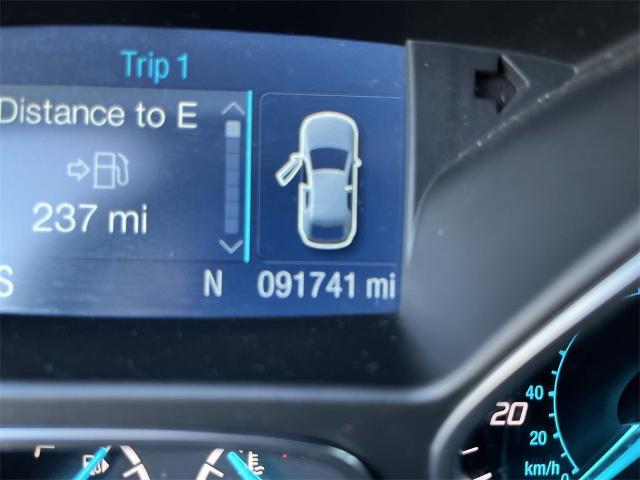 Trip 1
Distance to E
237 mi
S N 091741 mi
40
20
20
km/h
0